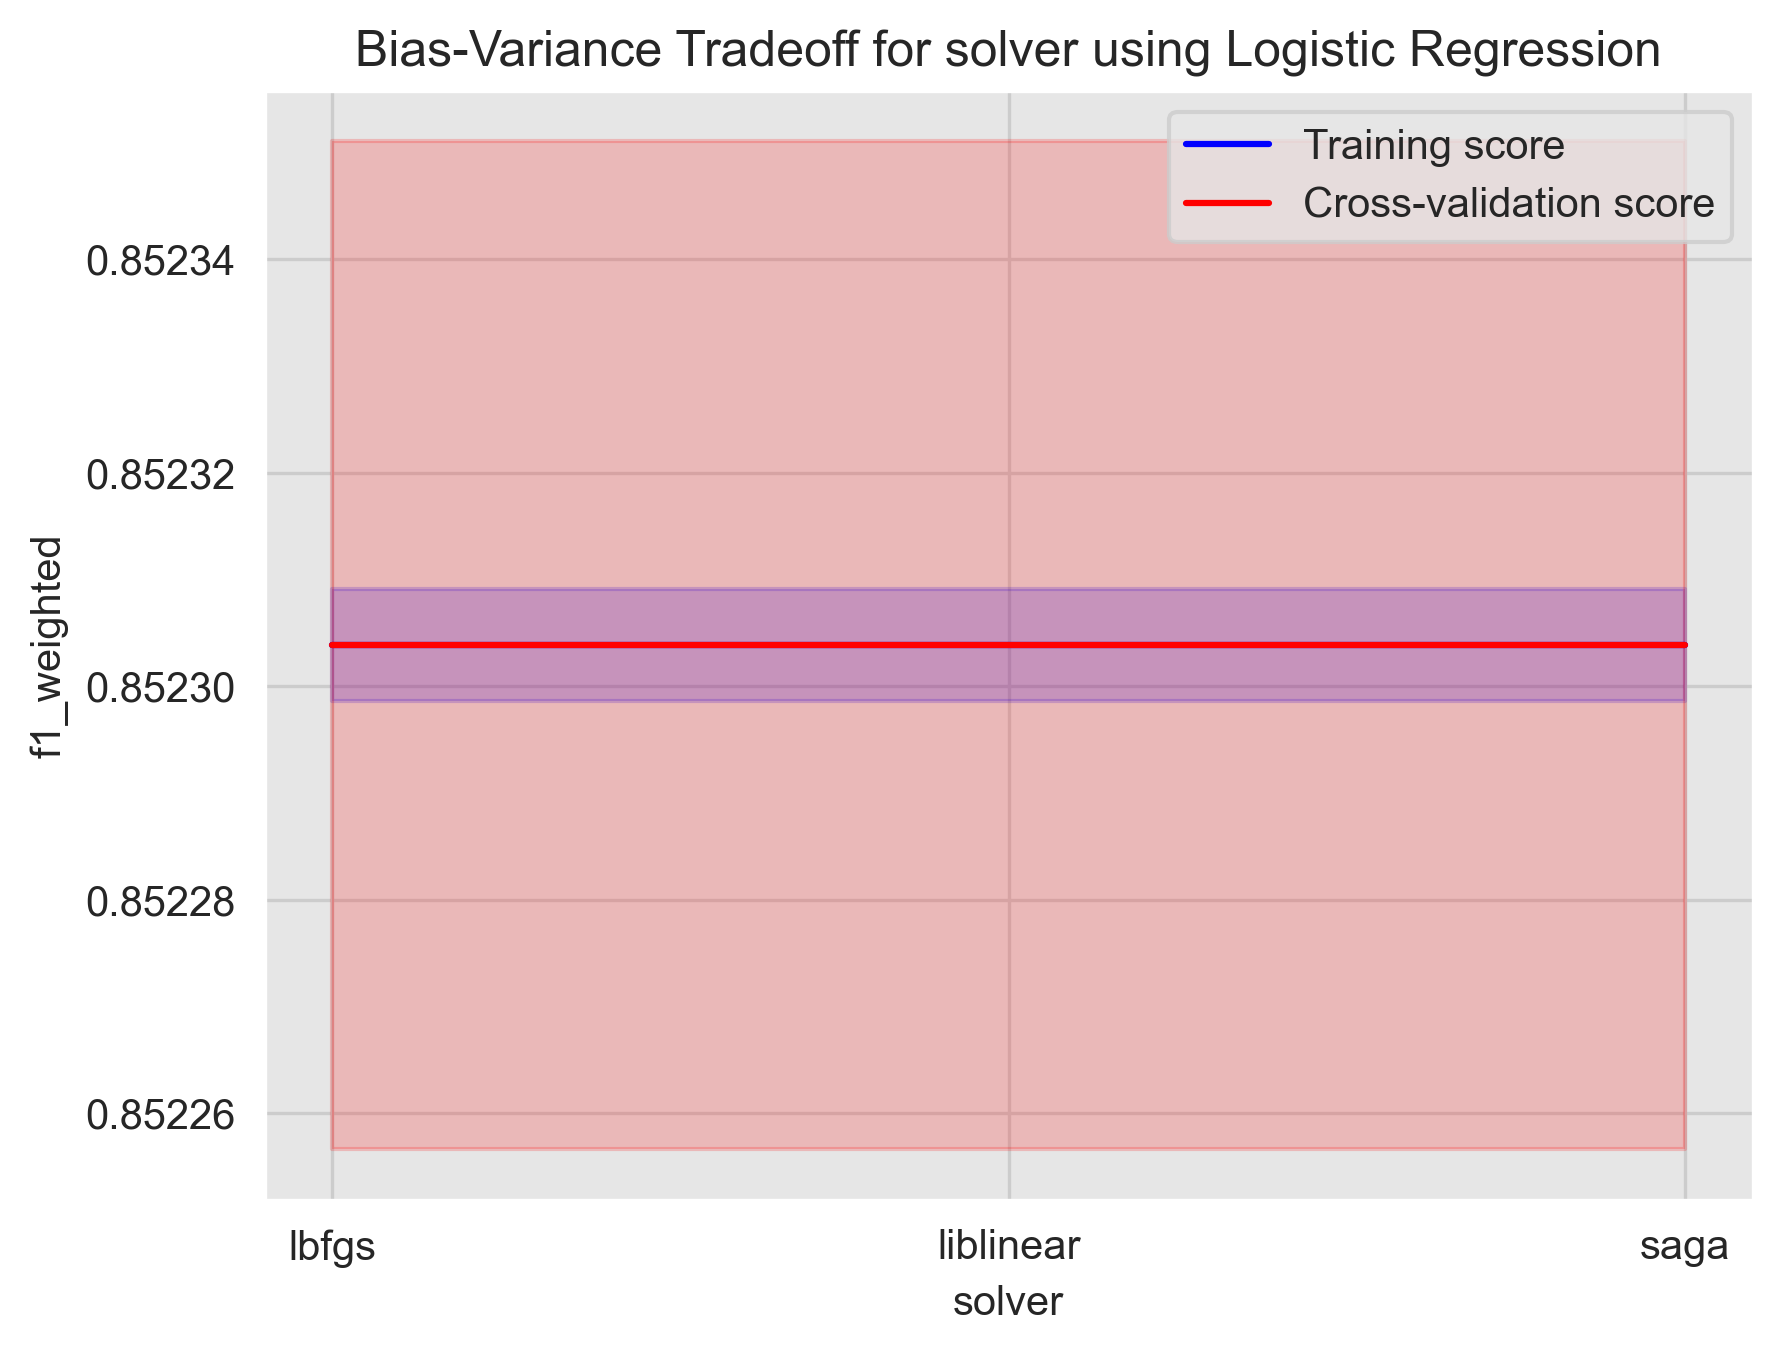 Bias-Variance Tradeoff for solver using Logistic Regression
Training score
Cross-validation score
0.85234
0.85232
0.85230
0.85228
0.85226
f1_weighted
lbfgs
liblinear
saga
solver